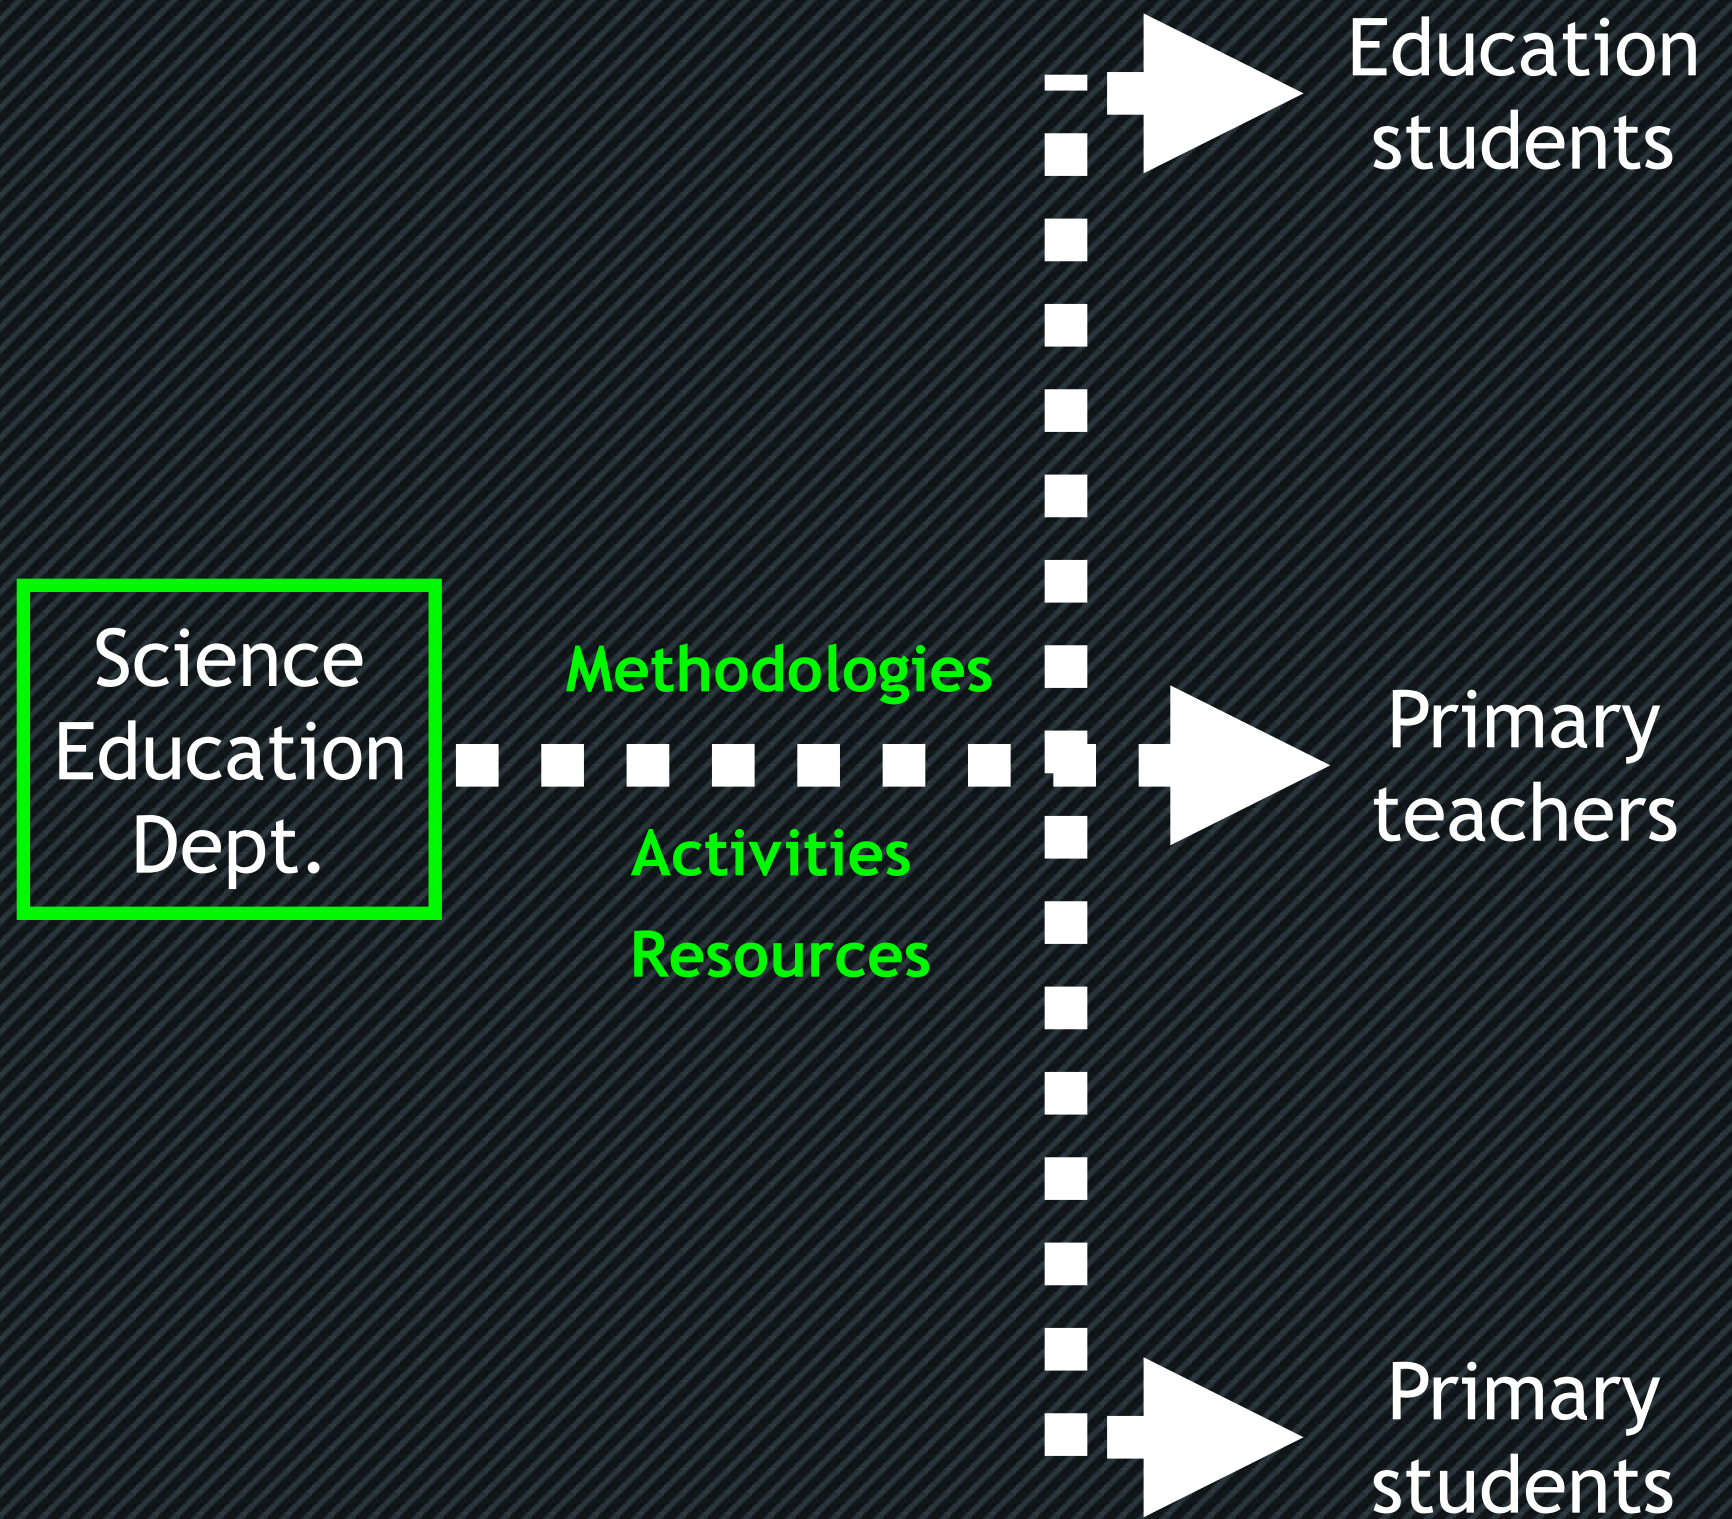 Education
students
Science
Education
Dept.
Methodologies
Activities
Resources
Primary
teachers
Primary
students